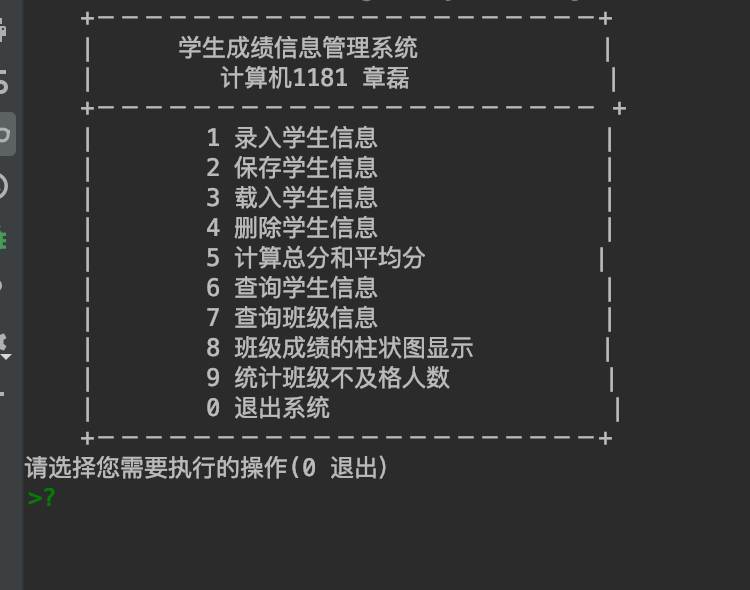 +－－－－－－－－－－－－－－－－－－－－－+
| 学生成绩信息管理系统 |
| 计算机1181 章磊 |
+－－－－－－－－－－－－－－－－－－－－－ +
| 1 录入学生信息 |
| 2 保存学生信息 |
| 3 载入学生信息 |
| 4 删除学生信息 |
| 5 计算总分和平均分 |
| 6 查询学生信息 |
| 7 查询班级信息 |
| 8 班级成绩的柱状图显示 |
| 9 统计班级不及格人数 |
| 0 退出系统 |
+－－－－－－－－－－－－－－－－－－－－－+
请选择您需要执行的操作(0 退出)
>?